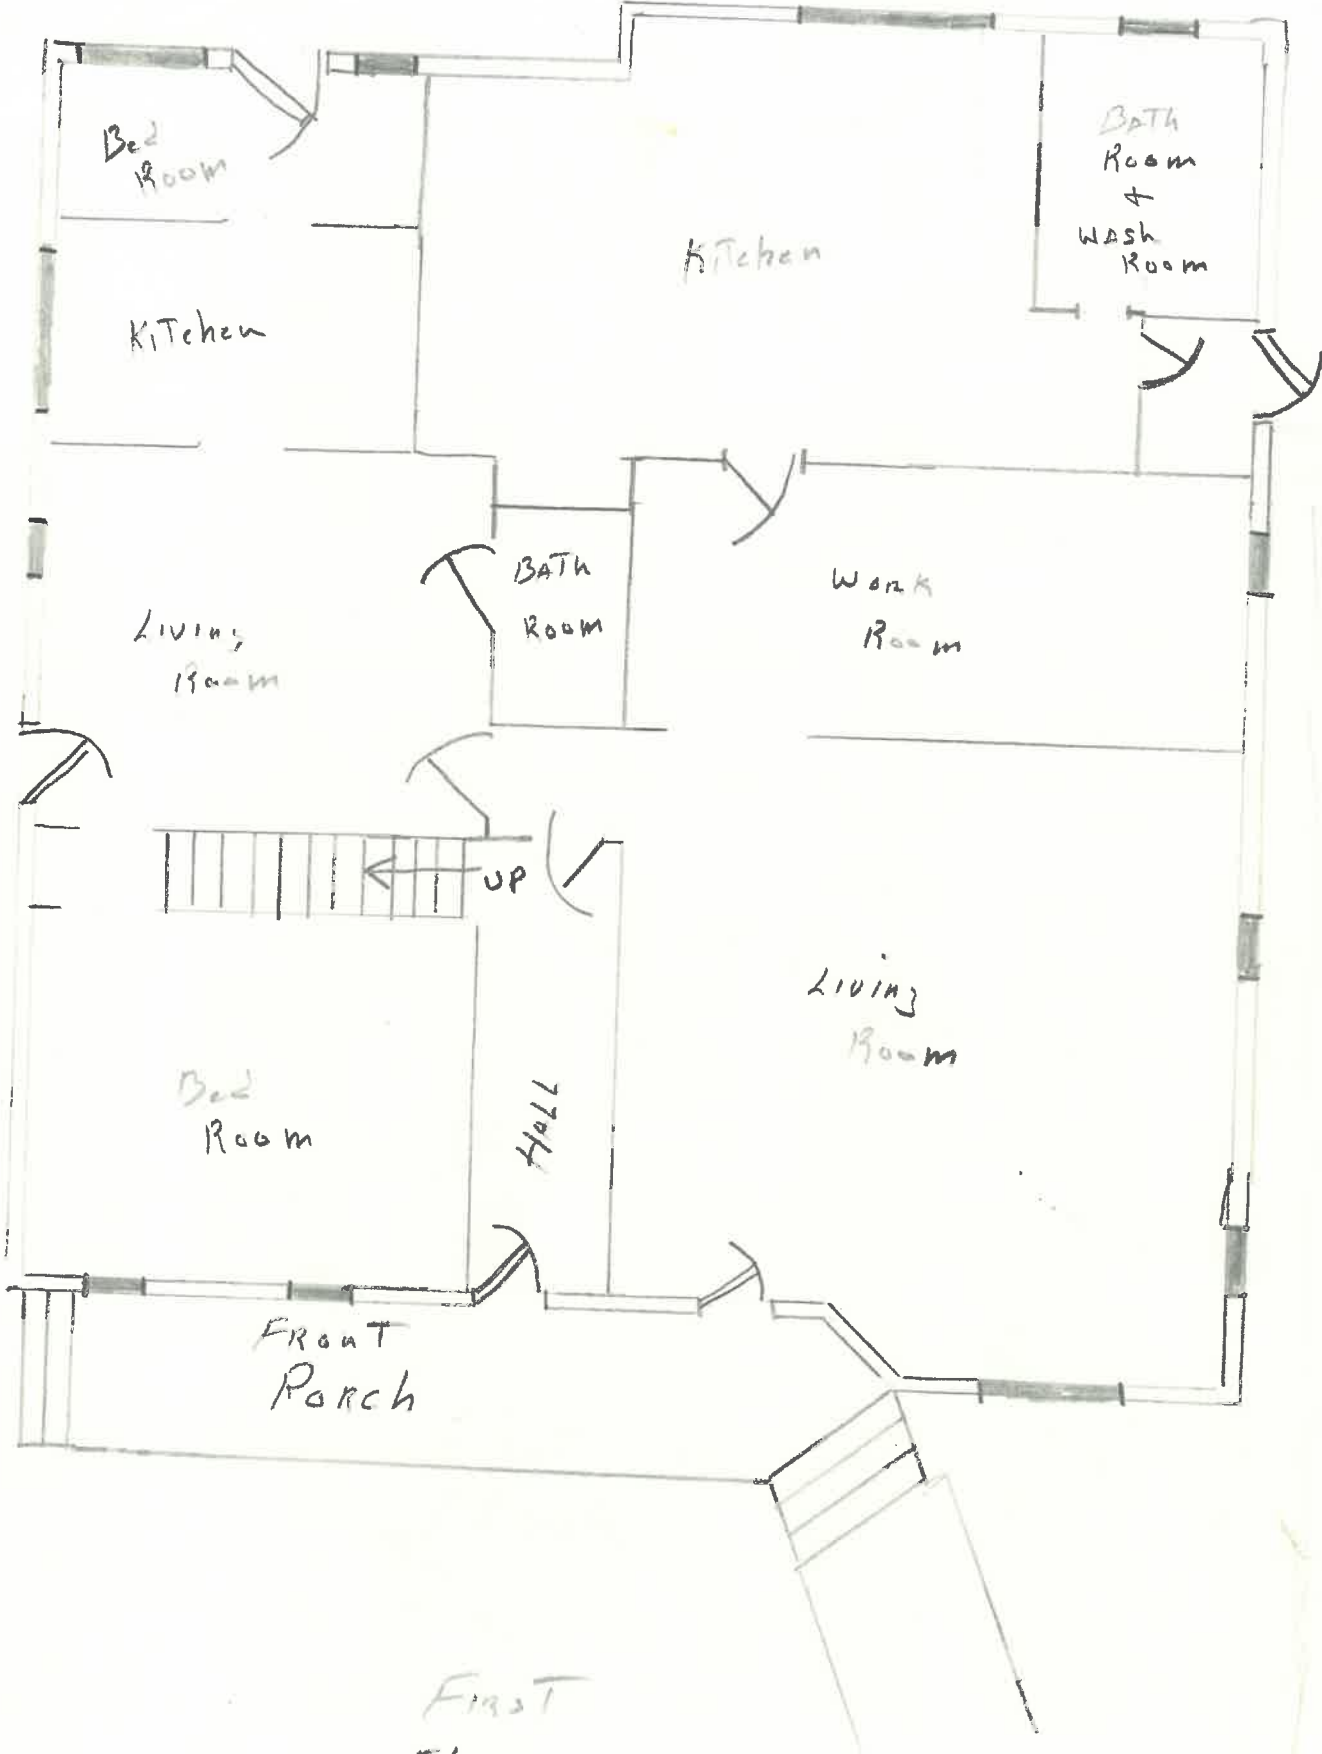 Bed
Room
BATh
Room
+
WASh
Room
Kitchen
KiTchen
BATh
Room
Work
Room
Living
Room
UP
Living
Room
Bed
Room
HALL
FRonT
Porch
FirsT